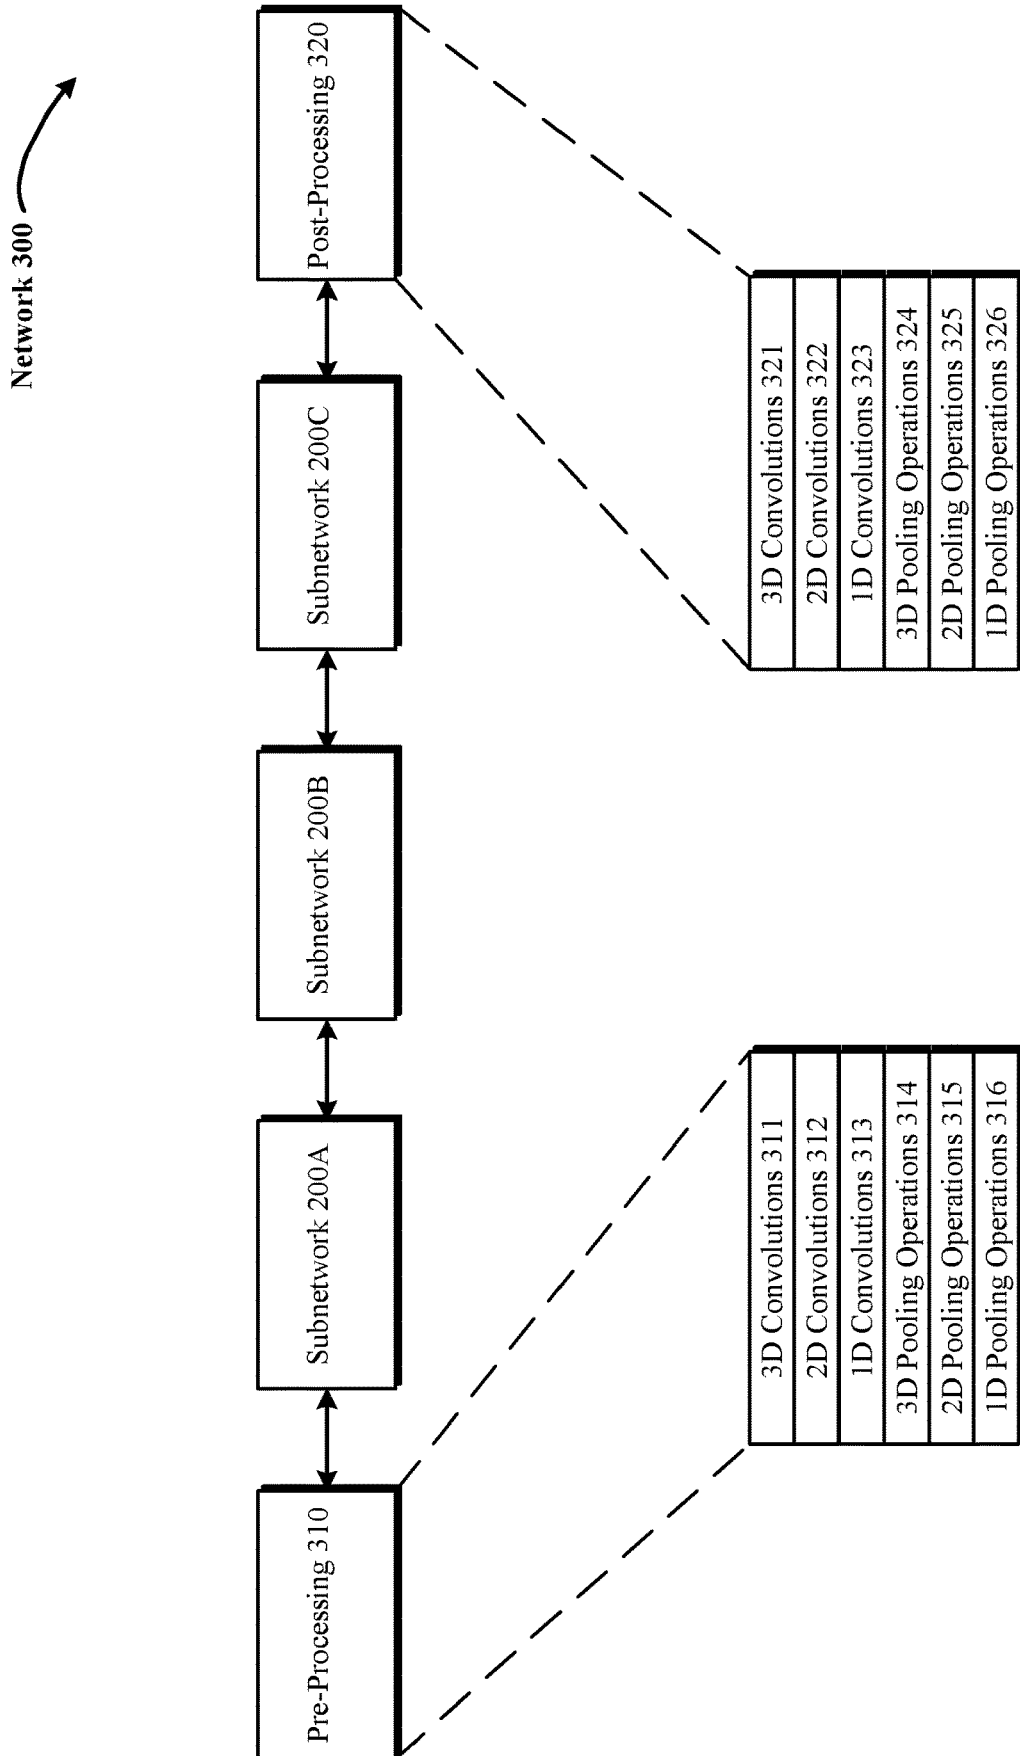 Network 300
Pre-Processing 310
Subnetwork 200A
Subnetwork 200B
Subnetwork 200C
Post-Processing 320
3D Convolutions 311
2D Convolutions 312
1D Convolutions 313
3D Pooling Operations 314
2D Pooling Operations 315
1D Pooling Operations 316
3D Convolutions 321
2D Convolutions 322
1D Convolutions 323
3D Pooling Operations 324
2D Pooling Operations 325
1D Pooling Operations 326